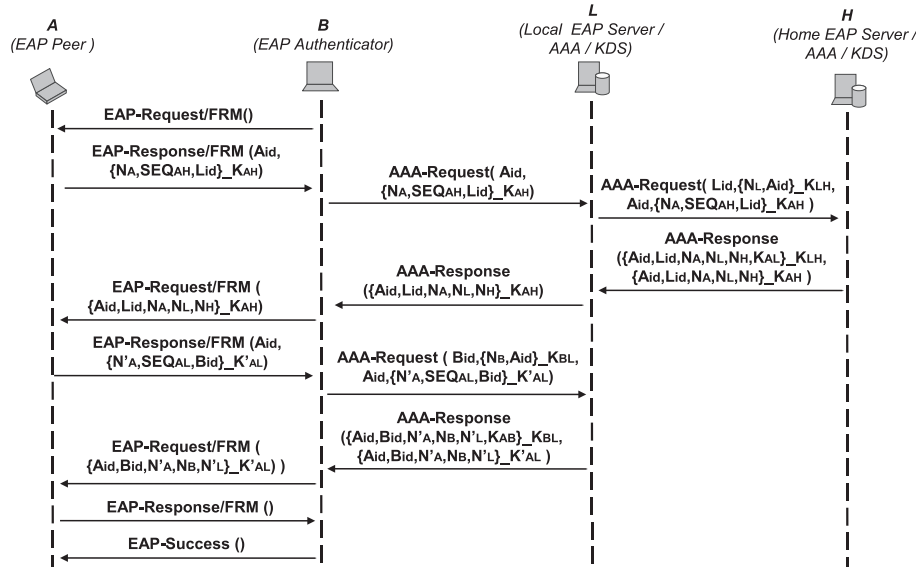 A
(EAP Peer )
B
(EAP Authenticator)
L
(Local EAP Server /
AAA / KDS)
H
(Home EAP Server /
AAA / KDS)
EAP-Request/FRM()
EAP-Response/FRM (Aid,
{NA,SEQAH,Lid}_KAH)
AAA-Request( Aid,
{NA,SEQAH,Lid}_KAH)
AAA-Request( Lid,{NL,Aid}_KLH,
Aid,{NA,SEQAH,Lid}_KAH )
AAA-Response
({Aid,Lid,NA,NL,NH,KAL}_KLH,
{Aid,Lid,NA,NL,NH}_KAH )
AAA-Response
({Aid,Lid,NA,NL,NH}_KAH)
EAP-Request/FRM (
{Aid,Lid,NA,NL,NH}_KAH)
EAP-Response/FRM (Aid,
{N'A,SEQAL,Bid}_K'AL)
AAA-Request ( Bid,{NB,Aid}_KBL,
Aid,{N'A,SEQAL,Bid}_K'AL)
AAA-Response
({Aid,Bid,N'A,NB,N'L,KAB}_KBL,
{Aid,Bid,N'A,NB,N'L}_K'AL )
EAP-Request/FRM (
{Aid,Bid,N'A,NB,N'L}_K'AL) )
EAP-Response/FRM ()
EAP-Success ()